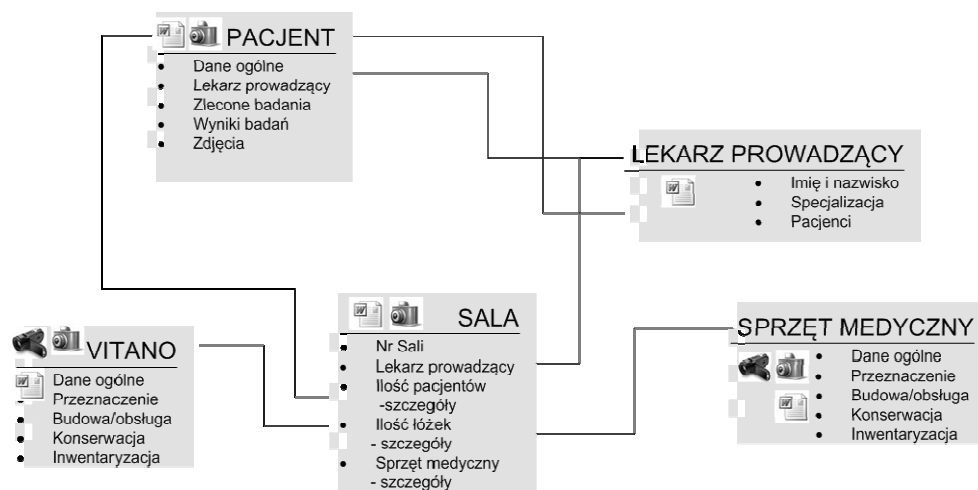 PACJENT
Dane ogólne
Lekarz prowadzący
Zlecone badania
Wyniki badań
Zdjęcia
LEKARZ PROWADZĄCY
Imię i nazwisko
Specjalizacja
Pacjenci
VITANO
Dane ogólne
Przeznaczenie
Budowa/obsługa
Konserwacja
Inwentaryzacja
SALA
Nr Sali
Lekarz prowadzący
Ilość pacjentów
-szczegóły
Ilość łóżek
- szczegóły
Sprzęt medyczny
- szczegóły
SPRZĘT MEDYCZNY
Dane ogólne
Przeznaczenie
Budowa/obsługa
Konserwacja
Inwentaryzacja